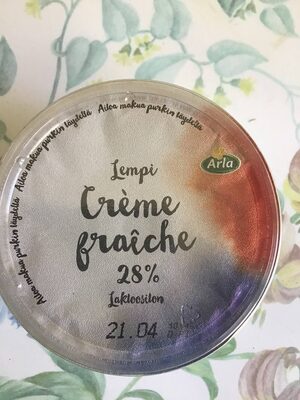 Aitoa makua purkin täydeltä Aitoa makua purkin täydeltä
Aitoa makua purkin täydeltä
Arla
Lempi
Crème
fraîche
28%
Laktoositon
21.04